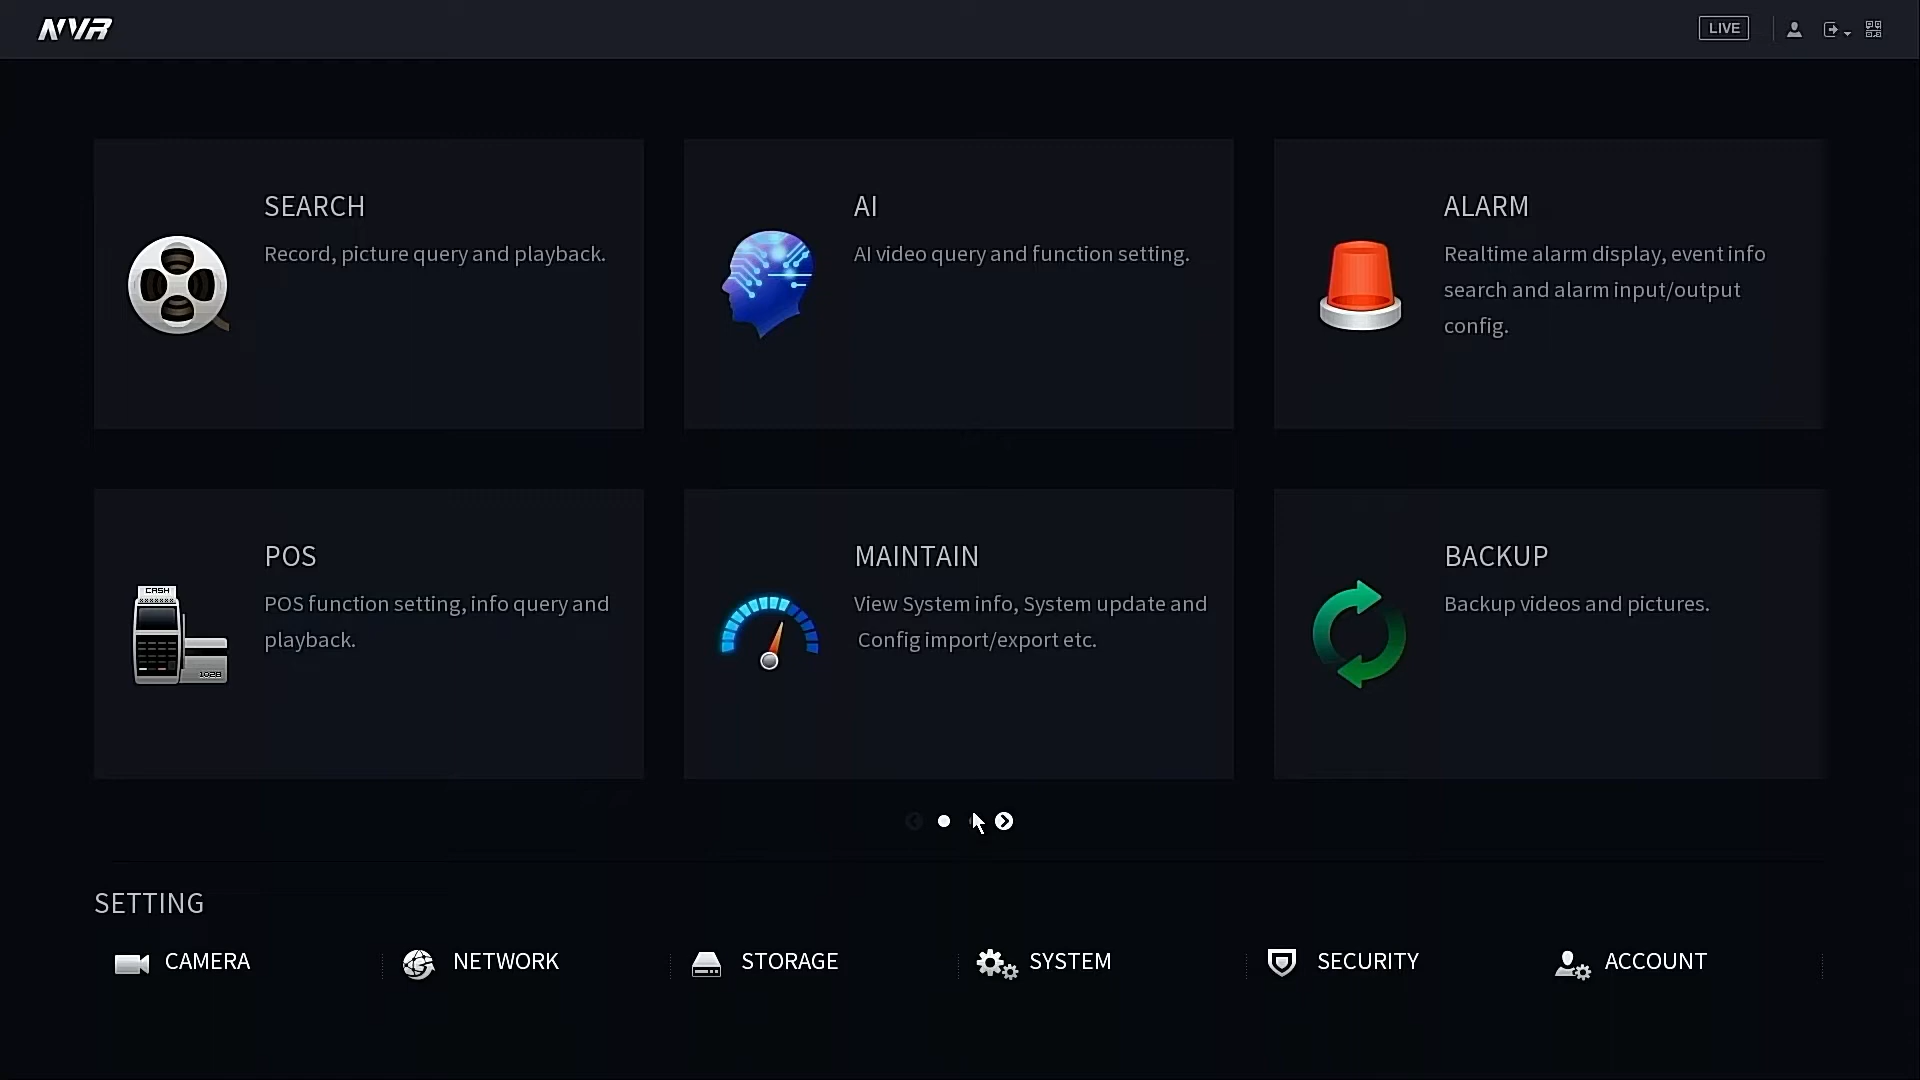 NVR
LIVE
SEARCH
Record, picture query and playback.
AI
AI video query and function setting.
ALARM
Realtime alarm display, event info
search and alarm input/output
config.
POS
POS function setting, info query and
playback.
CASH
1028
MAINTAIN
View System info, System update and
Config import/export etc.
BACKUP
Backup videos and pictures.
SETTING
CAMERA
NETWORK
STORAGE
SYSTEM
SECURITY
ACCOUNT